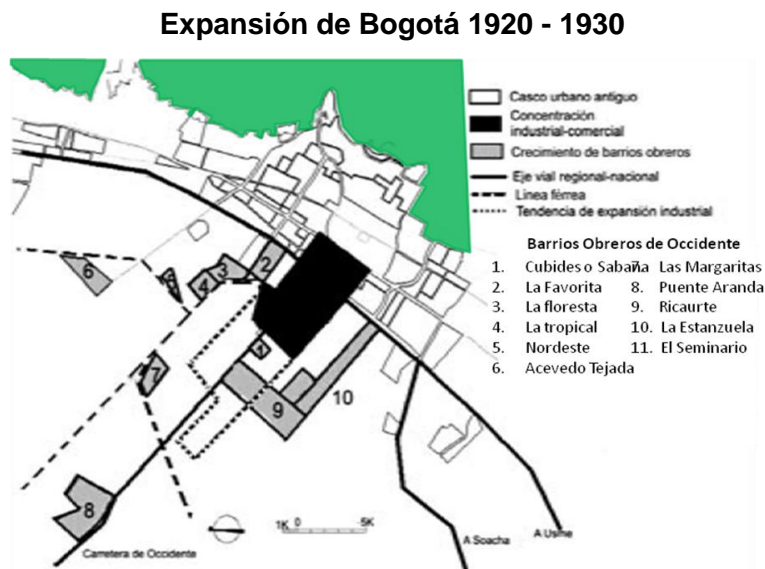 Expansión de Bogotá 1920 - 1930
Casco urbano antiguo
Concentración
industrial-comercial
Crecimiento de barrios obreros
Eje vial regional-nacional
Linea férrea
Tendencia de expansión industrial
Barrios Obreros de Occidente
1. Cubides o Sabana
2. La Favorita
3. La floresta
4. La tropical
5. Nordeste
6. Acevedo Tejada
7. Las Margaritas
8. Puente Aranda
9. Ricaurte
10. La Estanzuela
11. El Seminario
6
5
4
3
2
1
7
9
10
8
1K 0 5K
Carretera de Occidente
A Soacha
A Usme